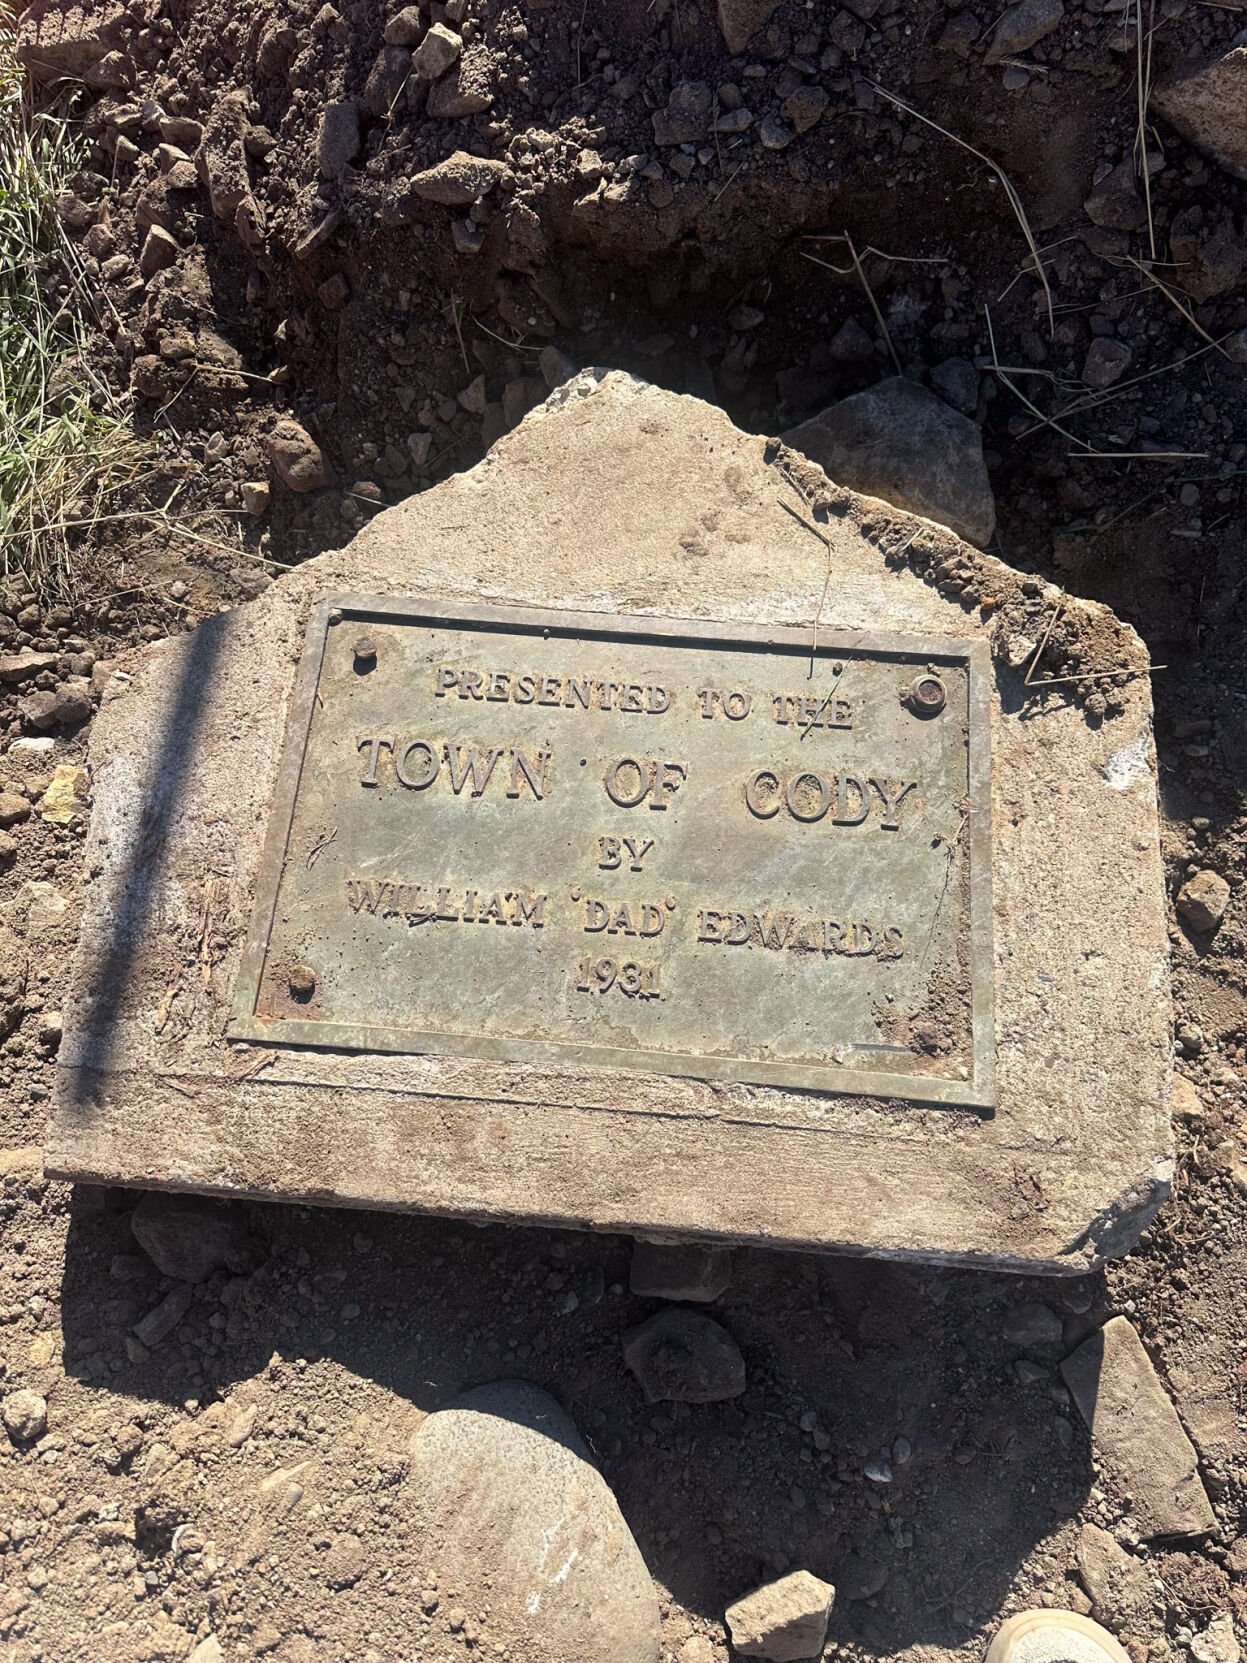 PRESENTED TO THE
TOWN OF CODY
BY
WILLIAM 'DAD' EDWARDS
1931